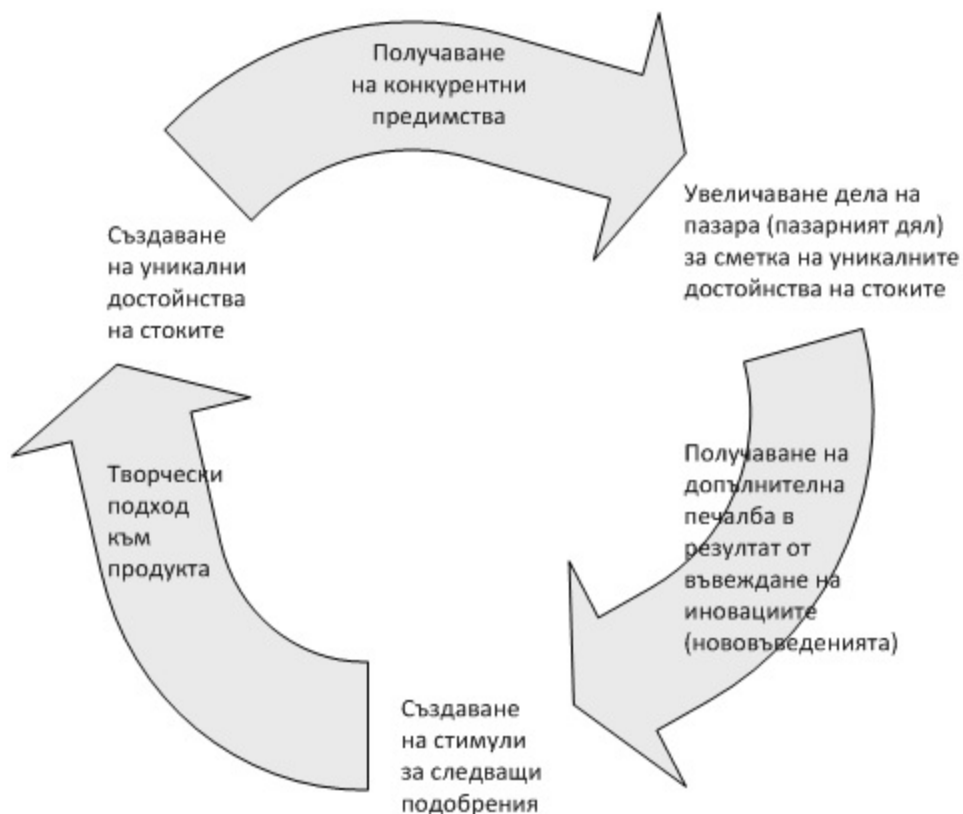 Получаване
на конкурентни
предимства
Увеличаване дела на
пазара (пазарният дял)
за сметка на уникалните
достойнства на стоките
Получаване на
допълнителна
печалба в
резултат от
въвеждане на
иновациите
(нововъведенията)
Създаване
на стимули
за следващи
подобрения
Творчески
подход
към
продукта
Създаване
на уникални
достойнства
на стоките